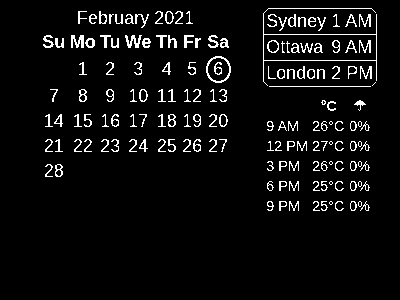 February 2021
Su Mo Tu We Th Fr Sa
1 2 3 4 5 6
7 8 9 10 11 12 13
14 15 16 17 18 19 20
21 22 23 24 25 26 27
28
Sydney 1 AM
Ottawa 9 AM
London 2 PM
°C ☂
9 AM 26°C 0%
12 PM 27°C 0%
3 PM 26°C 0%
6 PM 25°C 0%
9 PM 25°C 0%